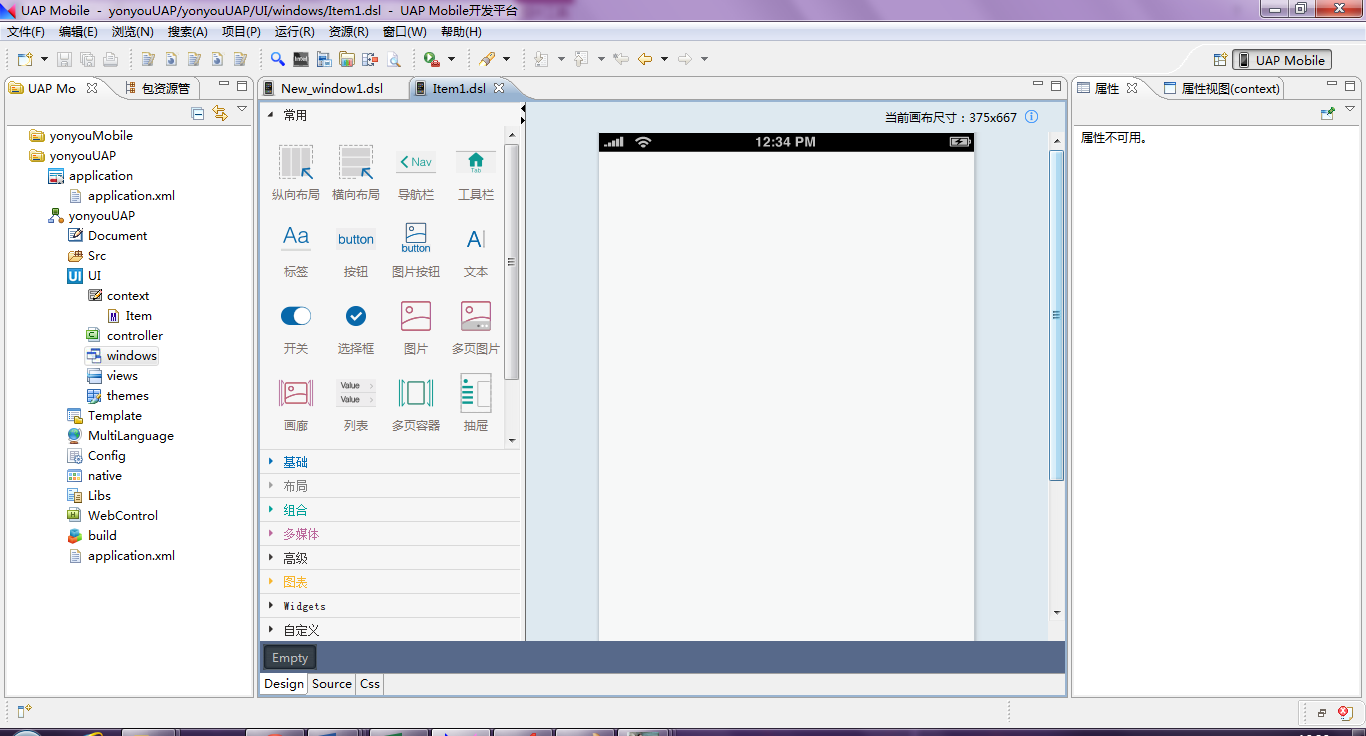 UAP Mobile - yonyouUAP/yonyouUAP/UI/windows/Item1.dsl - UAP Mobile开发平台
文件(F) 编辑(E) 浏览(N) 搜索(A) 项目(P) 运行(R) 资源(R) 窗口(W) 帮助(H)
UAP Mobile
UAP Mo
包资源管
New_window1.dsl
Item1.dsl
属性
属性视图(context)
yonyouMobile
yonyouUAP
application
application.xml
yonyouUAP
Document
Src
UI
context
Item
controller
windows
views
themes
Template
MultiLanguage
Config
native
Libs
WebControl
build
application.xml
常用
纵向布局 横向布局 导航栏 工具栏
Nav
Tab
Aa
button
button
A
标签 按钮 图片按钮 文本
开关 选择框 图片 多页图片
Value
Value
画廊 列表 多页容器 抽屉
基础
布局
组合
多媒体
高级
图表
Widgets
自定义
当前画布尺寸：375x667
12:34 PM
Empty
Design Source Css
属性不可用。